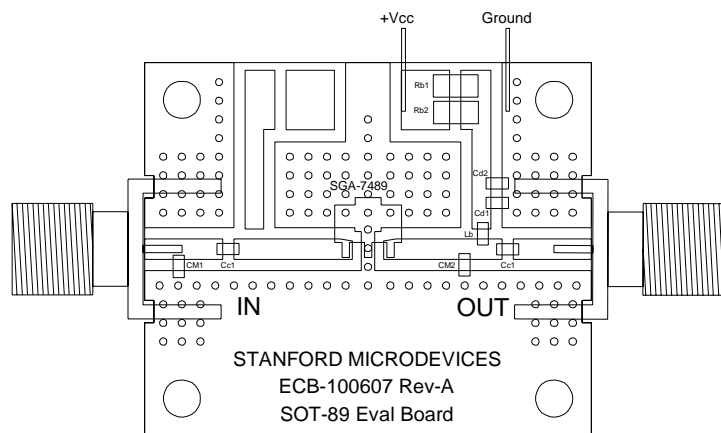 +Vcc Ground
Rb1
Rb2
Cd2
SGA-7489
Cd1
Lb
CM1 Cc1 CM2 Cc1
IN OUT
STANFORD MICRODEVICES
ECB-100607 Rev-A
SOT-89 Eval Board